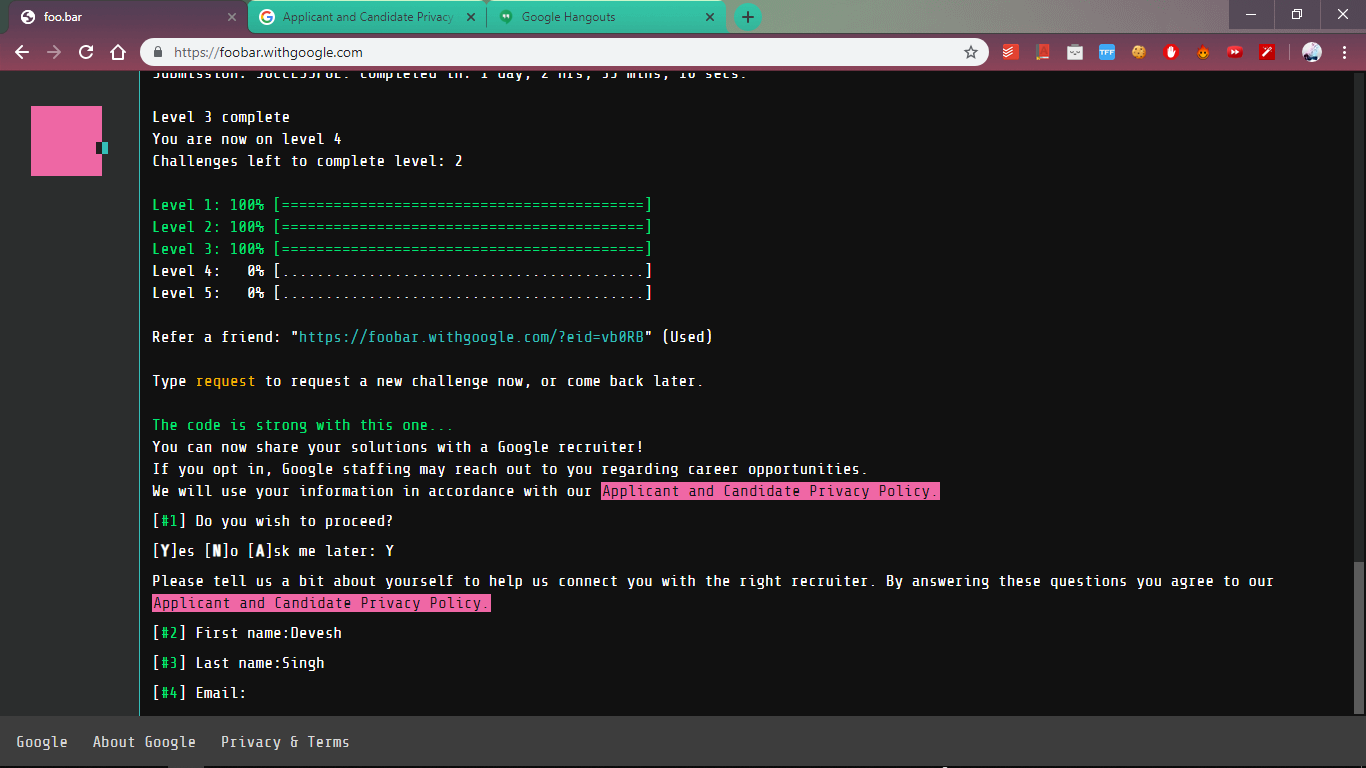 foo.bar
Applicant and Candidate Privacy
Google Hangouts
https://foobar.withgoogle.com
TFF
Level 3 complete
You are now on level 4
Challenges left to complete level: 2
Level 1: 100% [==========================================]
Level 2: 100% [==========================================]
Level 3: 100% [==========================================]
Level 4:   0% [..........................................]
Level 5:   0% [..........................................]
Refer a friend: "https://foobar.withgoogle.com/?eid=vb0RB" (Used)
Type request to request a new challenge now, or come back later.
The code is strong with this one...
You can now share your solutions with a Google recruiter!
If you opt in, Google staffing may reach out to you regarding career opportunities.
We will use your information in accordance with our Applicant and Candidate Privacy Policy.
[#1] Do you wish to proceed?
[Y]es [N]o [A]sk me later: Y
Please tell us a bit about yourself to help us connect you with the right recruiter. By answering these questions you agree to our
Applicant and Candidate Privacy Policy.
[#2] First name:Devesh
[#3] Last name:Singh
[#4] Email:
Google About Google Privacy & Terms